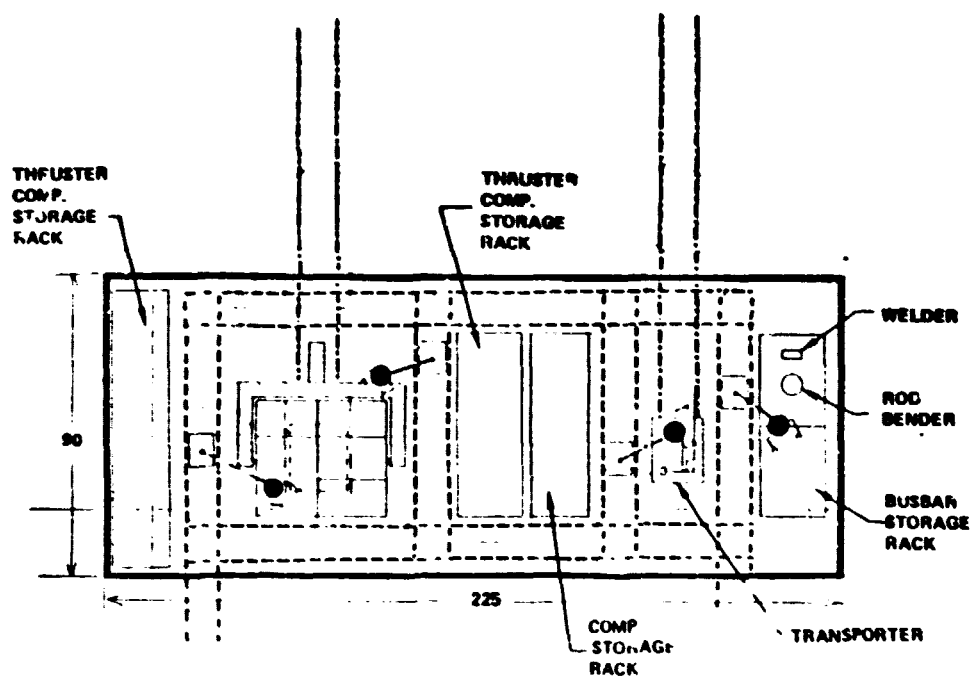 THRUSTER
COMP.
STORAGE
RACK
THRUSTER
COMP.
STORAGE
RACK
WELDER
ROD
BENDER
90
BUSBAR
STORAGE
RACK
225
COMP
STORAGE
RACK
TRANSPORTER